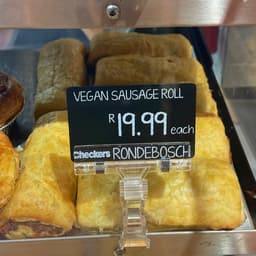 VEGAN SAUSAGE ROLL
R19.99 each
Checkers RONDEBOSCH